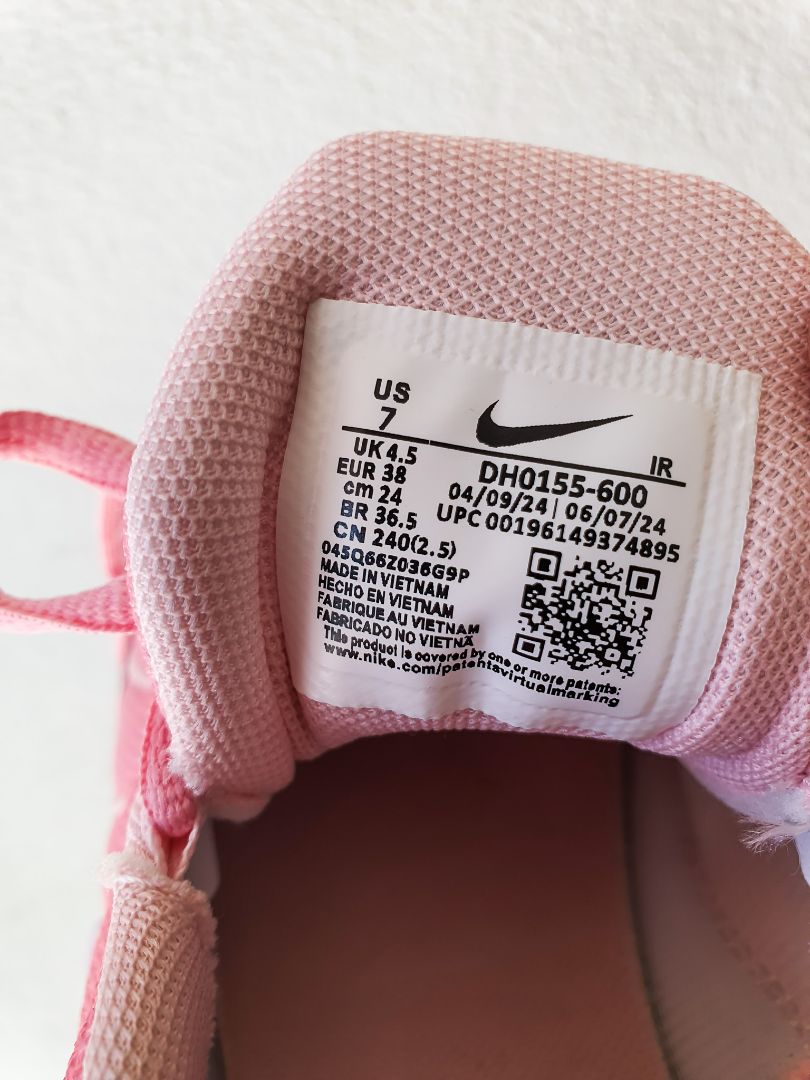 US
7
IR
UK 4.5
EUR 38
cm 24
BR 36.5
CN 240(2.5)
DH0155-600
04/09/24 | 06/07/24
UPC 00196149374895
045Q66Z036G9P
MADE IN VIETNAM
HECHO EN VIETNAM
FABRIQUE AU VIETNAM
FABRICADO NO VIETNÃ
This product is covered by one or more patents:
www.nike.com/patentsvirtualmarking